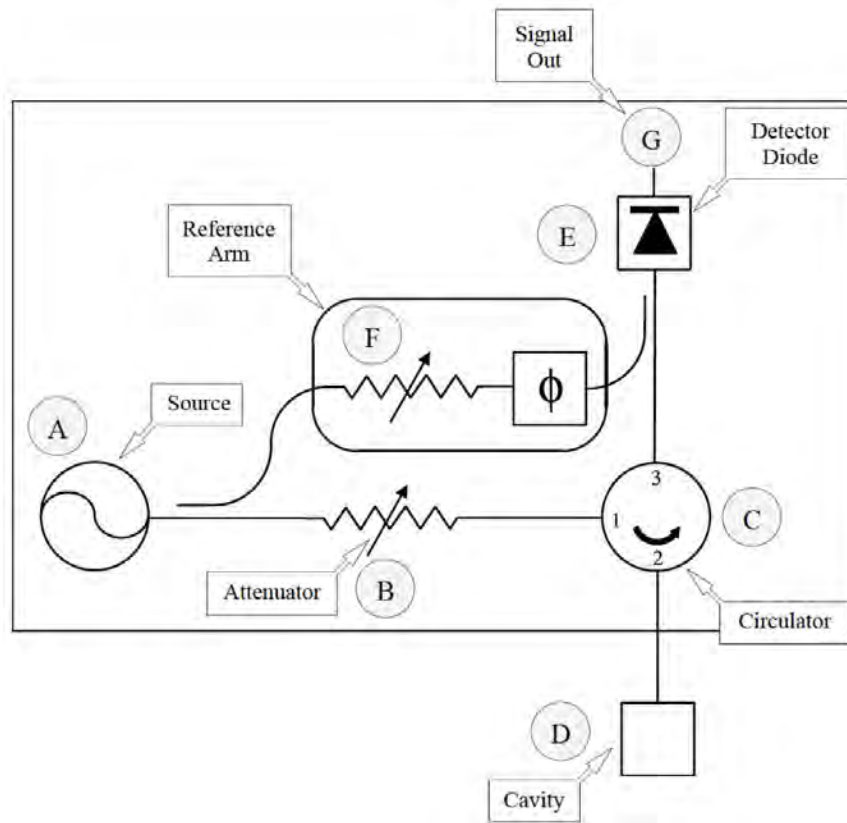 Signal
Out
G
Detector
Diode
E
Reference
Arm
F
ϕ
Source
A
3
1
2
C
Attenuator
B
Circulator
D
Cavity